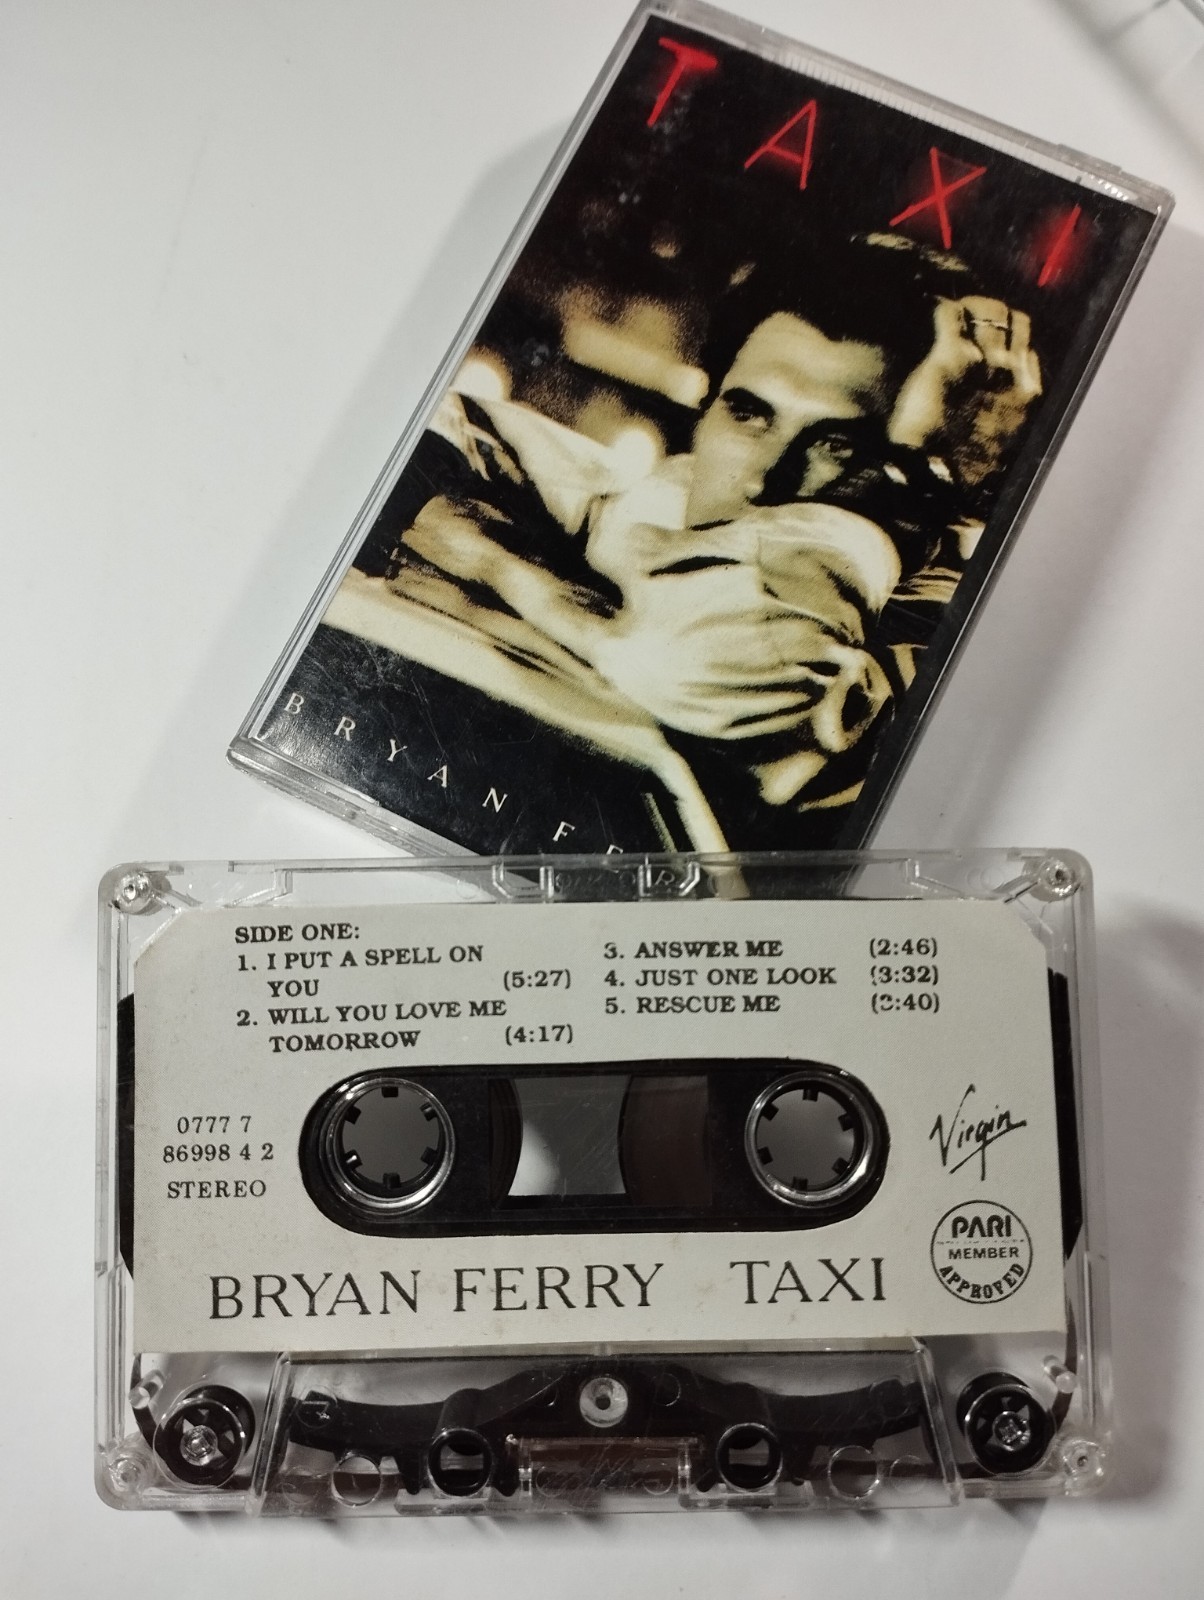 TAXI
BRYAN FE
SIDE ONE:
1. I PUT A SPELL ON
YOU (5:27)
2. WILL YOU LOVE ME
TOMORROW (4:17)
3. ANSWER ME (2:46)
4. JUST ONE LOOK (3:32)
5. RESCUE ME
0777 7
86998 4 2
STEREO
Virgin
PARI
MEMBER
APPROVED
BRYAN FERRY TAXI